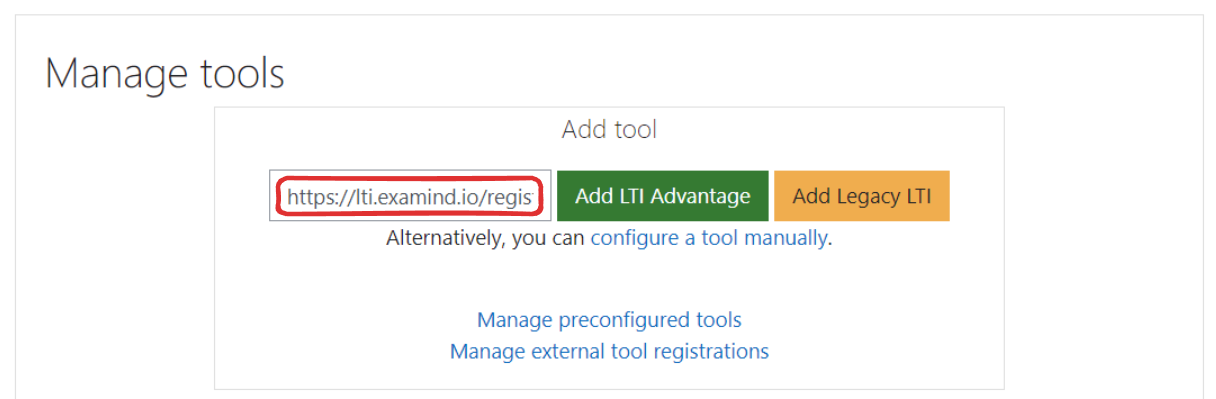 Manage tools
Add tool
https://lti.examind.io/regis Add LTI Advantage Add Legacy LTI
Alternatively, you can configure a tool manually.
Manage preconfigured tools
Manage external tool registrations